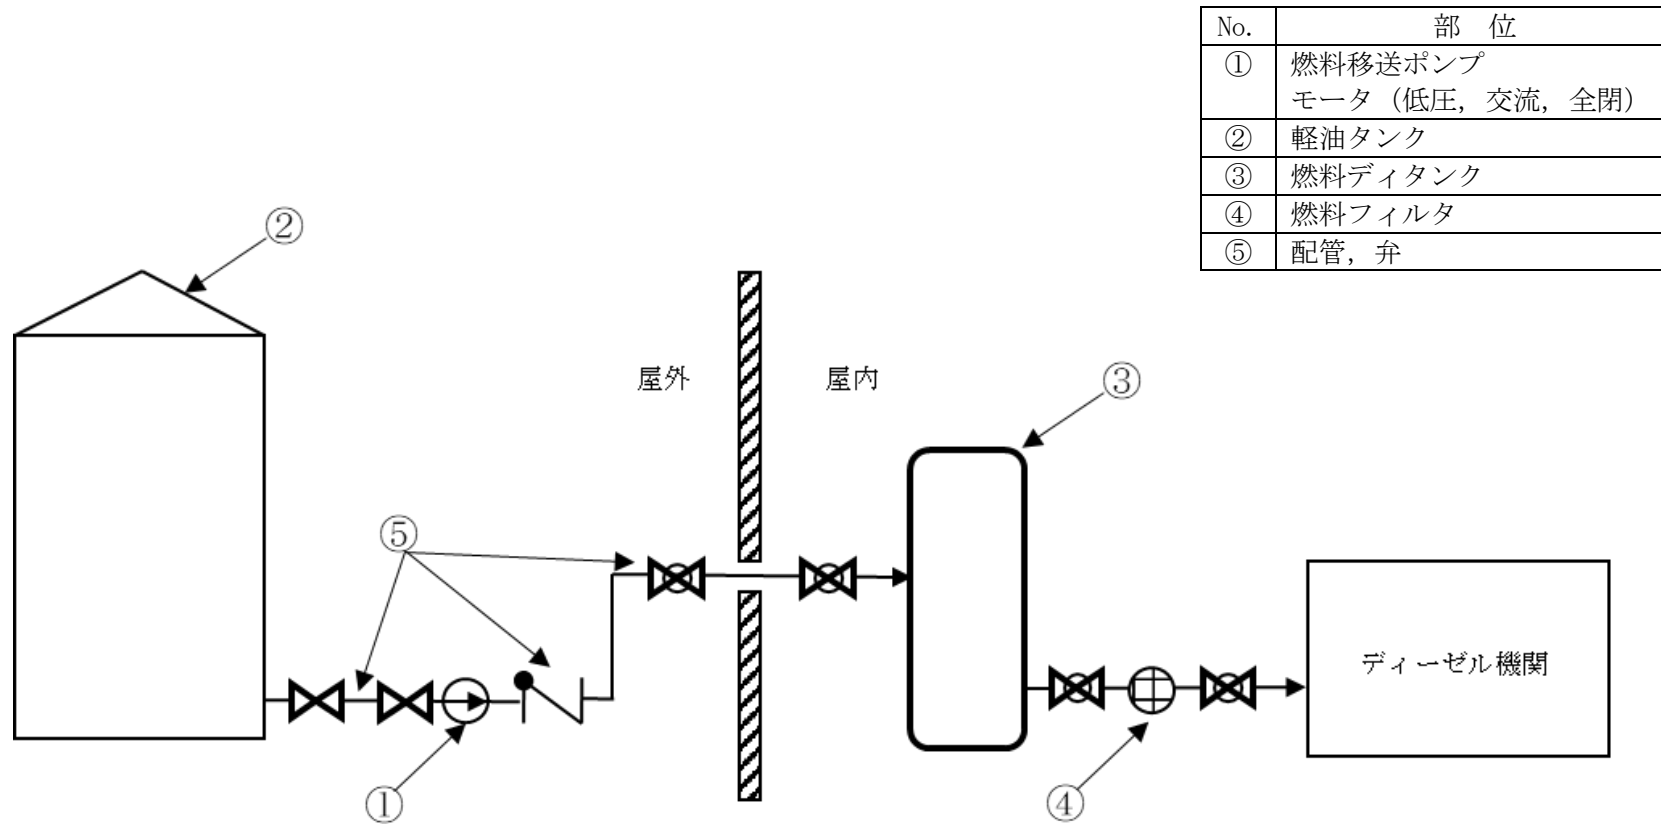 No. 部 位
① 燃料移送ポンプ
モータ (低圧, 交流, 全閉)
② 軽油タンク
③ 燃料ディタンク
④ 燃料フィルタ
⑤ 配管, 弁
②
屋外
屋内
③
⑤
ディーゼル機関
①
④